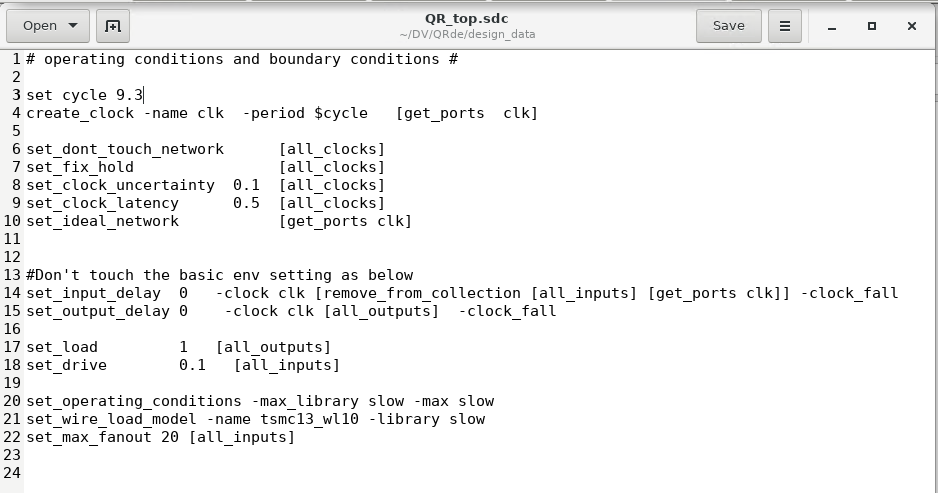 Open QR_top.sdc Save
~/DV/QRde/design_data
1 # operating conditions and boundary conditions #
2
3 set cycle 9.3
4 create_clock -name clk  -period $cycle   [get_ports  clk]
5
6 set_dont_touch_network      [all_clocks]
7 set_fix_hold                [all_clocks]
8 set_clock_uncertainty  0.1  [all_clocks]
9 set_clock_latency      0.5  [all_clocks]
10 set_ideal_network           [get_ports clk]
11
12
13 #Don't touch the basic env setting as below
14 set_input_delay  0   -clock clk [remove_from_collection [all_inputs] [get_ports clk]] -clock_fall
15 set_output_delay 0    -clock clk [all_outputs]  -clock_fall
16
17 set_load         1   [all_outputs]
18 set_drive        0.1   [all_inputs]
19
20 set_operating_conditions -max_library slow -max slow
21 set_wire_load_model -name tsmc13_wl10 -library slow
22 set_max_fanout 20 [all_inputs]
23
24